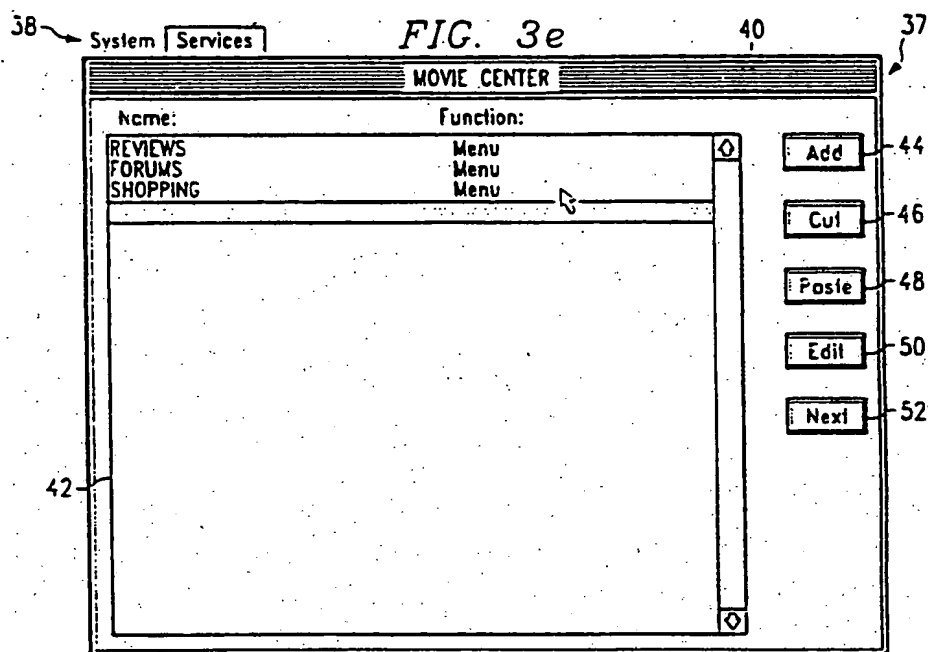 FIG. 3e
38 System Services
40
37
MOVIE CENTER
Name: Function:
REVIEWS Menu
FORUMS Menu
SHOPPING Menu
Add 44
Cut 46
Paste 48
Edit 50
Next 52
42